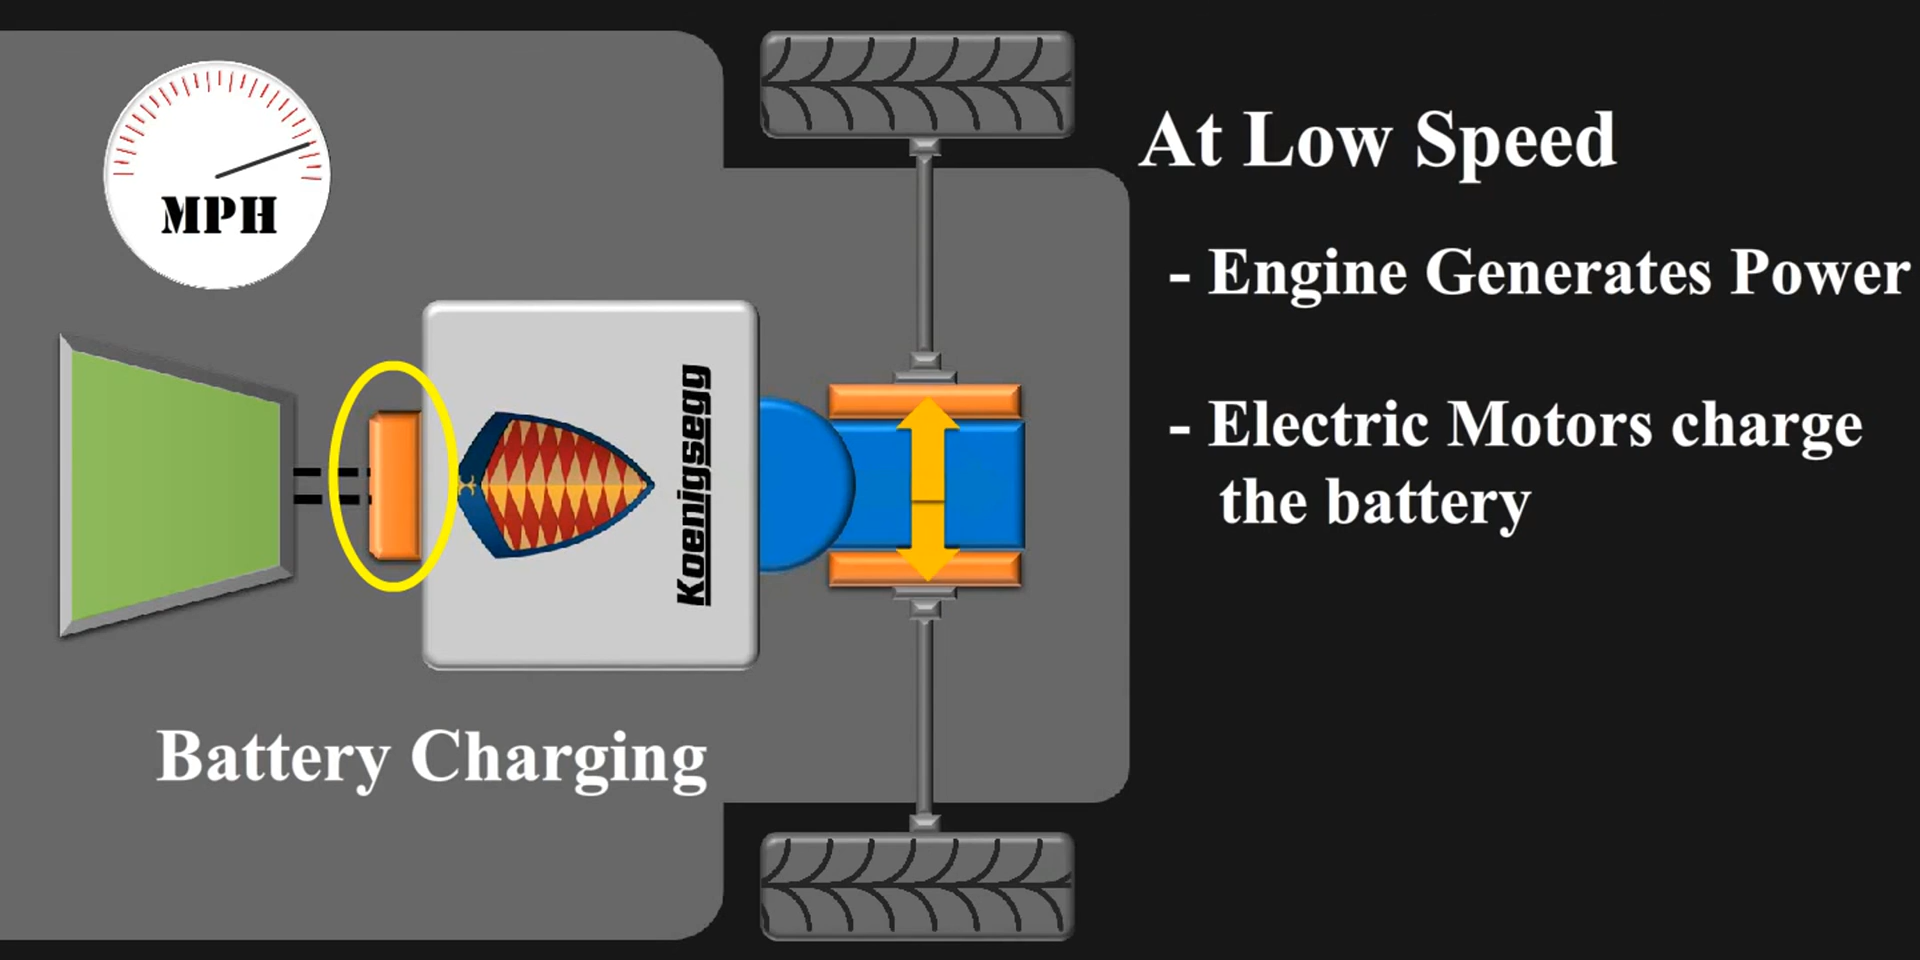 MPH
At Low Speed
- Engine Generates Power
- Electric Motors charge
the battery
Koenigsegg
Battery Charging